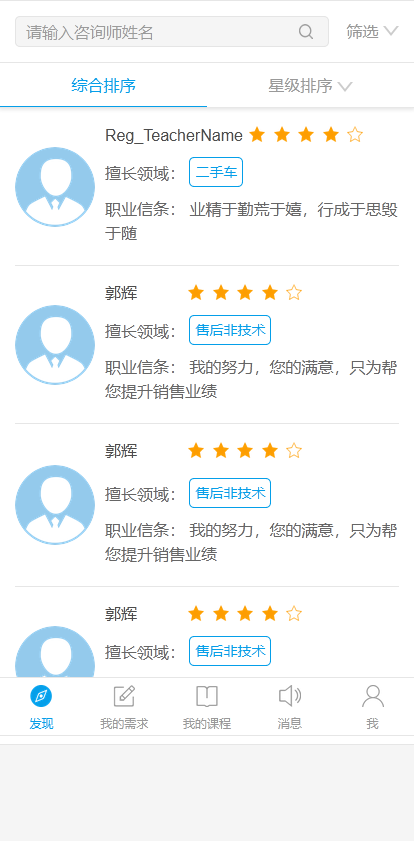 请输入咨询师姓名
筛选
综合排序
星级排序
Reg_TeacherName
擅长领域： 二手车
职业信条： 业精于勤荒于嬉，行成于思毁
于随
郭辉
擅长领域： 售后非技术
职业信条： 我的努力，您的满意，只为帮
您提升销售业绩
郭辉
擅长领域： 售后非技术
职业信条： 我的努力，您的满意，只为帮
您提升销售业绩
郭辉
擅长领域： 售后非技术
发现
我的需求
我的课程
消息
我